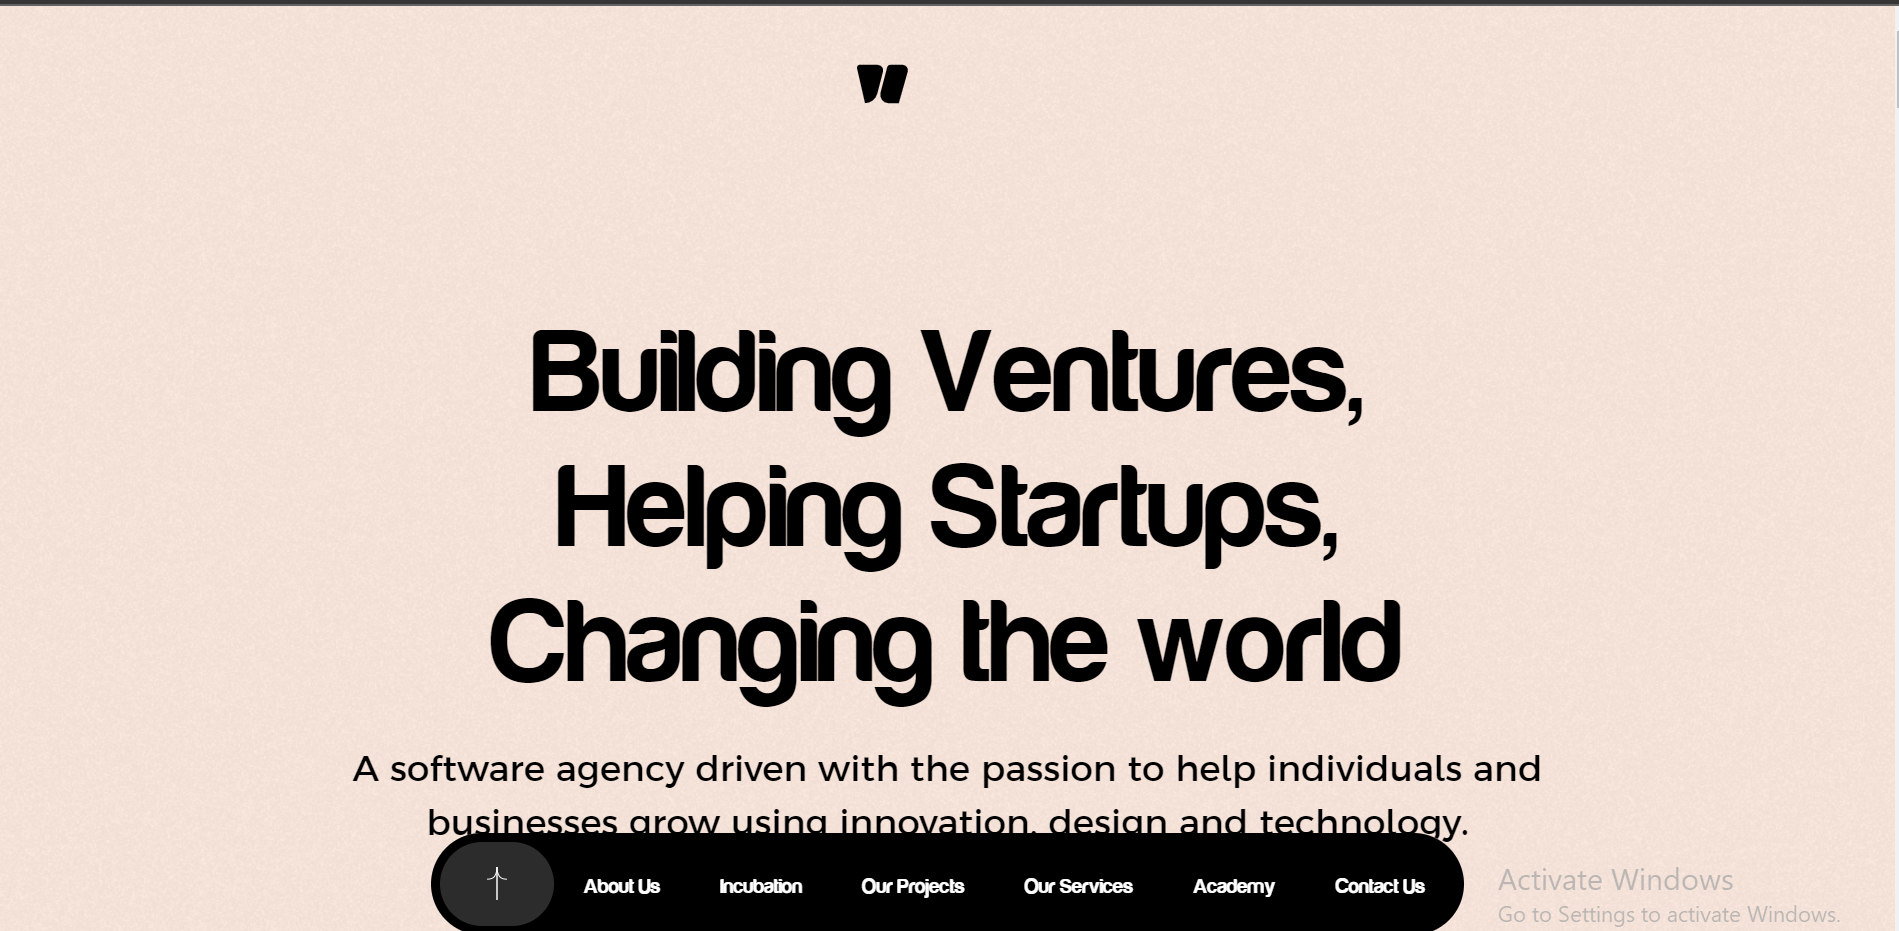 Building Ventures,
Helping Startups,
Changing the world
A software agency driven with the passion to help individuals and
businesses grow using innovation, design and technology.
About Us Incubation Our Projects Our Services Academy Contact Us
Activate Windows
Go to Settings to activate Windows.